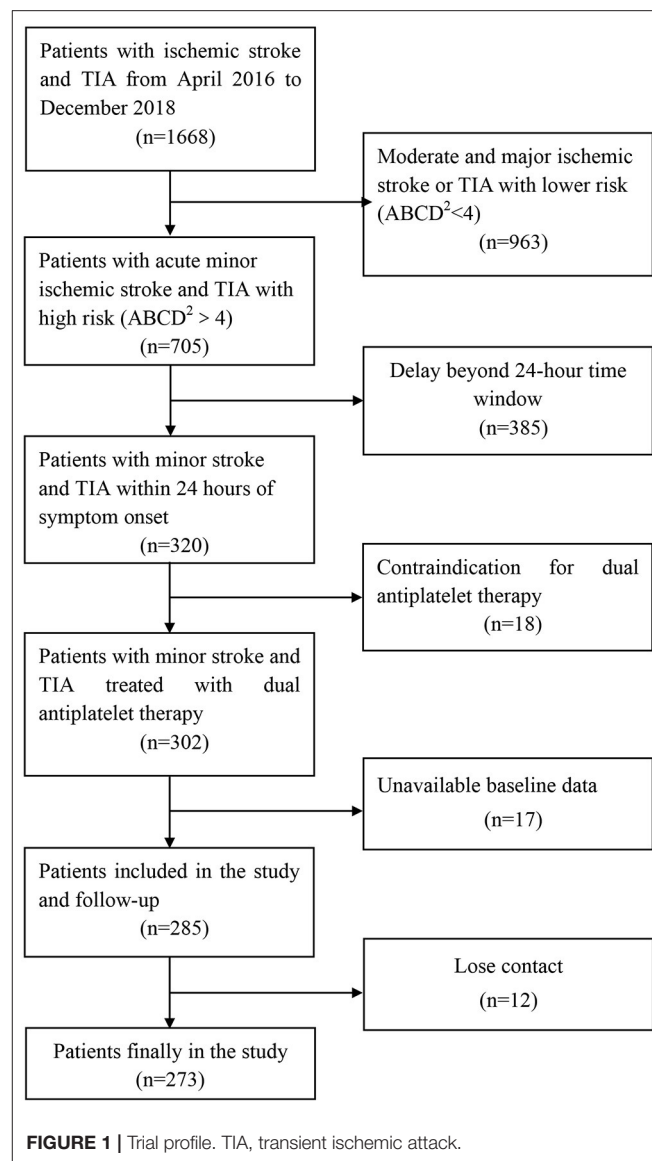 Patients with ischemic stroke
and TIA from April 2016 to
December 2018
(n=1668)
Moderate and major ischemic
stroke or TIA with lower risk
(ABCD²<4)
(n=963)
Patients with acute minor
ischemic stroke and TIA with
high risk (ABCD² > 4)
(n=705)
Delay beyond 24-hour time
window
(n=385)
Patients with minor stroke
and TIA within 24 hours of
symptom onset
(n=320)
Contraindication for dual
antiplatelet therapy
(n=18)
Patients with minor stroke and
TIA treated with dual
antiplatelet therapy
(n=302)
Unavailable baseline data
(n=17)
Patients included in the study
and follow-up
(n=285)
Lose contact
(n=12)
Patients finally in the study
(n=273)
FIGURE 1 | Trial profile. TIA, transient ischemic attack.